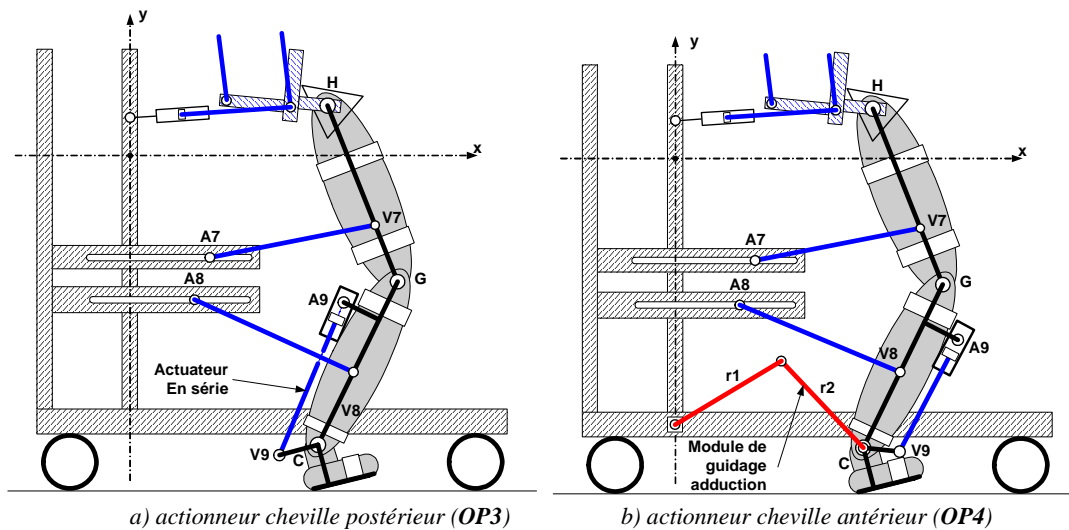 y
H
x
V7
A7
A8
G
A9
Actuateur
En série
V8
V9
C
a) actionneur cheville postérieur (OP3)
y
H
x
V7
A7
A8
G
A9
V8
r1
r2
Module de
guidage
adduction
C
V9
b) actionneur cheville antérieur (OP4)